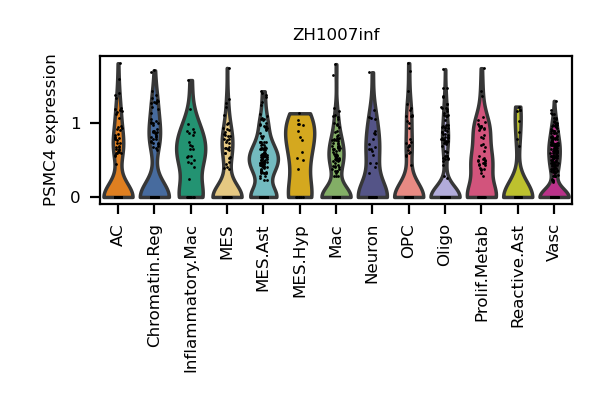 ZH1007inf
PSMC4 expression
1
0
AC
Chromatin.Reg
Inflammatory.Mac
MES
MES.Ast
MES.Hyp
Mac
Neuron
OPC
Oligo
Prolif.Metab
Reactive.Ast
Vasc